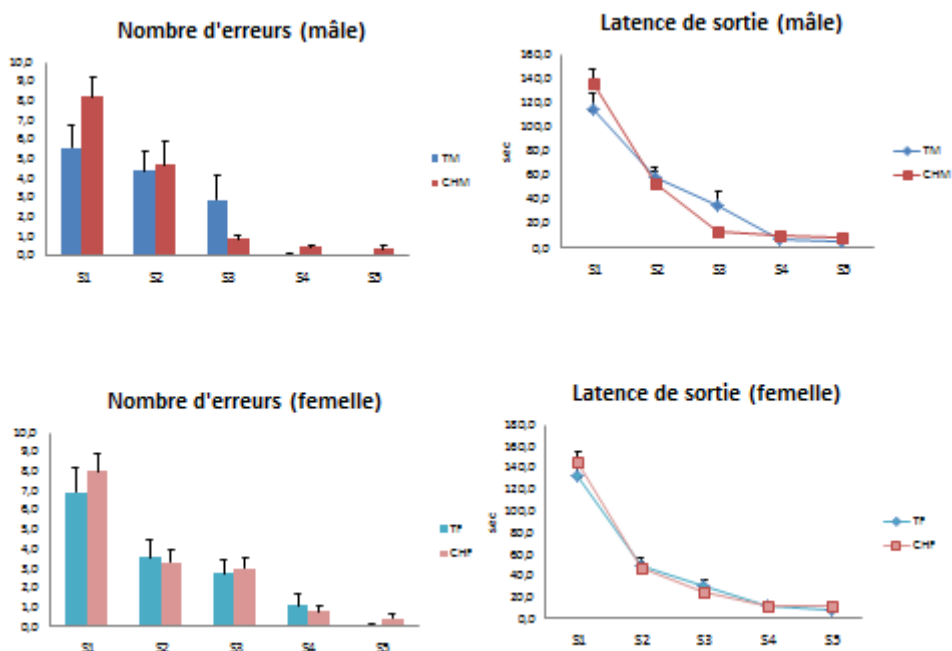 Nombre d'erreurs (mâle)
10,0
9,0
8,0
7,0
6,0
5,0
4,0
3,0
2,0
1,0
0,0
S1 S2 S3 S4 S5
TM
CHM
Latence de sortie (mâle)
160,0
140,0
120,0
100,0
80,0
60,0
40,0
20,0
0,0
sec
S1 S2 S3 S4 S5
TM
CHM
Nombre d'erreurs (femelle)
10,0
9,0
8,0
7,0
6,0
5,0
4,0
3,0
2,0
1,0
0,0
S1 S2 S3 S4 S5
TF
CHF
Latence de sortie (femelle)
180,0
160,0
140,0
120,0
100,0
80,0
60,0
40,0
20,0
0,0
sec
S1 S2 S3 S4 S5
TF
CHF